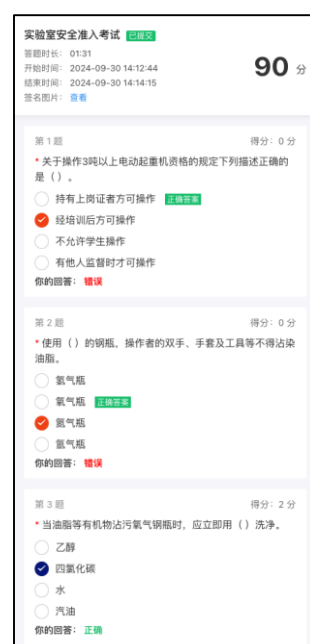 实验室安全准入考试 已提交
答题时长: 01:31
开始时间: 2024-09-30 14:12:44
90 分
结束时间: 2024-09-30 14:14:15
签名图片: 查看
第 1 题 得分: 0 分
* 关于操作3吨以上电动起重机资格的规定下列描述正确的
是（ ）。
持有上岗证者方可操作 正确答案
经培训后方可操作
不允许学生操作
有他人监督时才可操作
你的回答: 错误
第 2 题 得分: 0 分
* 使用（ ）的钢瓶，操作者的双手、手套及工具等不得沾染
油脂。
氢气瓶
氧气瓶 正确答案
氮气瓶
你的回答: 错误
第 3 题 得分: 2 分
* 当油脂等有机物沾污氧气钢瓶时，应立即用（ ）洗净。
乙醇
四氯化碳
水
汽油
你的回答: 正确